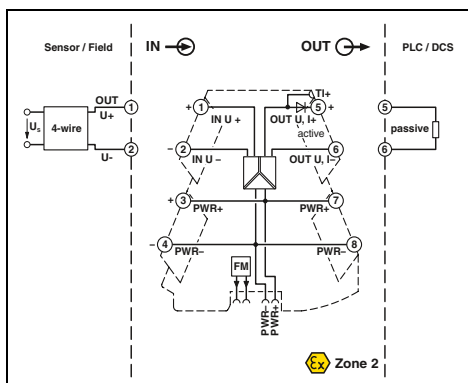 Sensor / Field
IN
OUT
PLC / DCS
TI+
OUT
U+
1
+ 1
IN U +
5 +
OUT U, I+
active
5
Us
4-wire
passive
U-
2
– 2
IN U –
6
OUT U, I–
6
+ 3
PWR+
7
PWR+
– 4
PWR–
8
PWR–
FM
PWR–
PWR+
Ex Zone 2